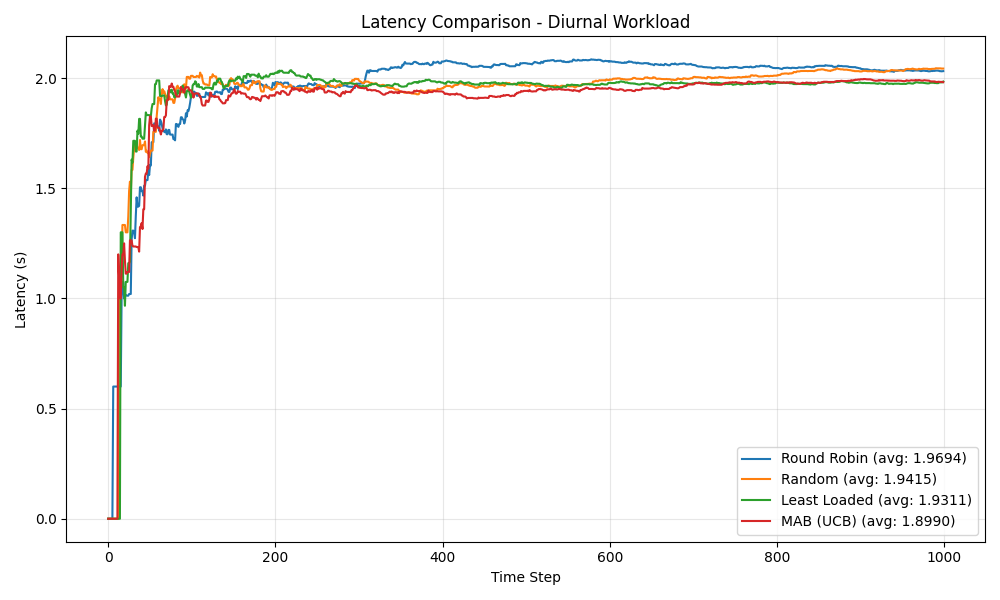 Latency Comparison - Diurnal Workload
Latency (s)
2.0
1.5
1.0
0.5
0.0
0
200
400
600
800
1000
Time Step
Round Robin (avg: 1.9694)
Random (avg: 1.9415)
Least Loaded (avg: 1.9311)
MAB (UCB) (avg: 1.8990)